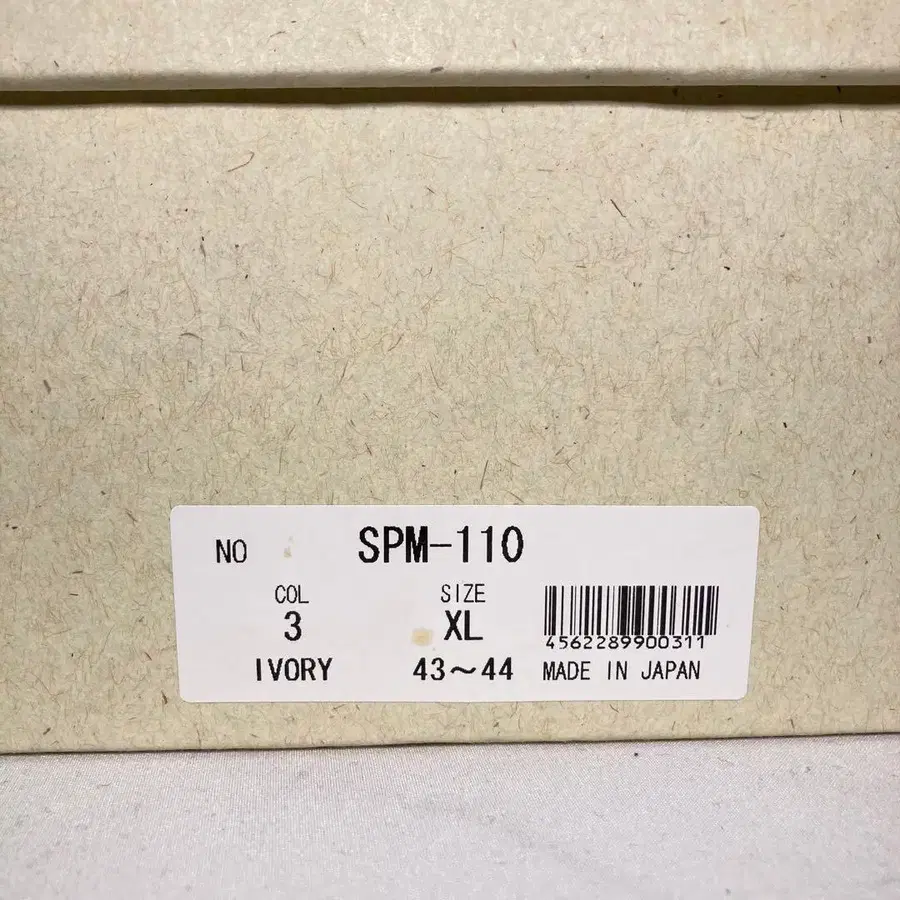 NO SPM-110
COL SIZE
3 XL
4562289900311
IVORY 43〜44 MADE IN JAPAN